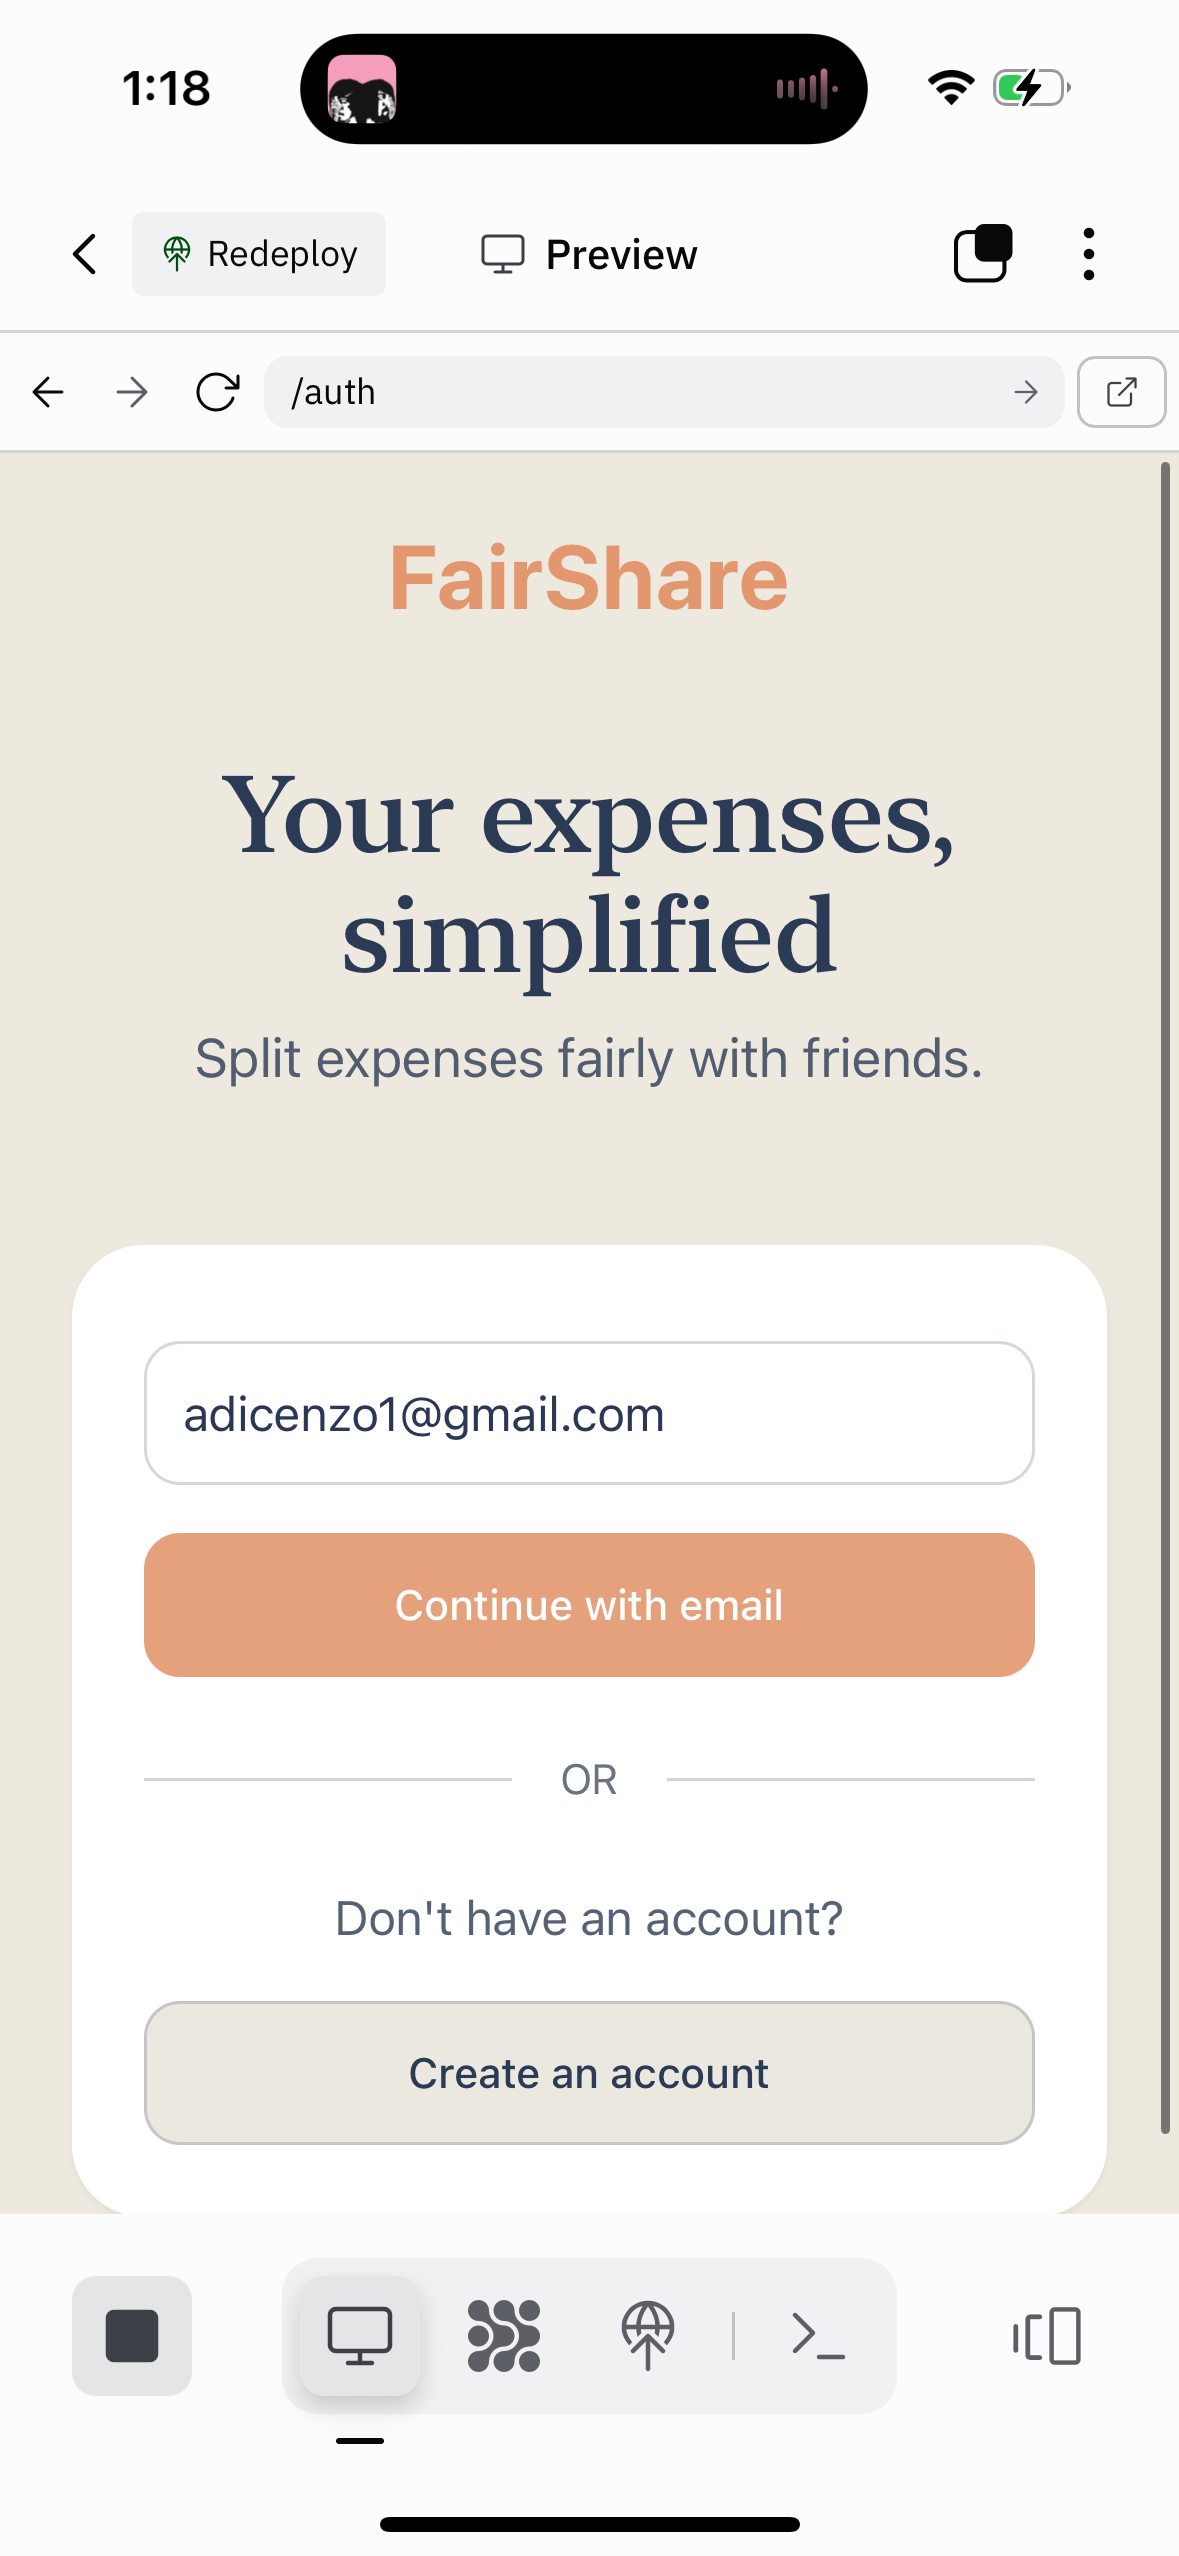 1:18
Redeploy
Preview
/auth
FairShare
Your expenses,
simplified
Split expenses fairly with friends.
adicenzo1@gmail.com
Continue with email
OR
Don't have an account?
Create an account